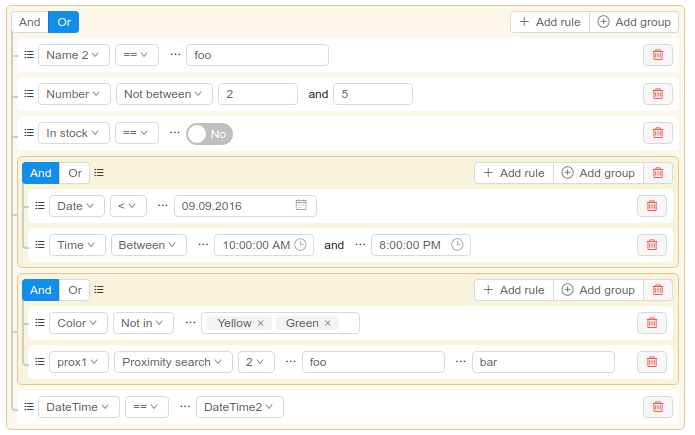 And Or + Add rule Add group
Name 2 == ··· foo
Number Not between 2 and 5
In stock == ··· No
And Or + Add rule Add group
Date < ··· 09.09.2016
Time Between ··· 10:00:00 AM and ··· 8:00:00 PM
And Or + Add rule Add group
Color Not in ··· Yellow × Green ×
prox1 Proximity search 2 ··· foo ··· bar
DateTime == ··· DateTime2